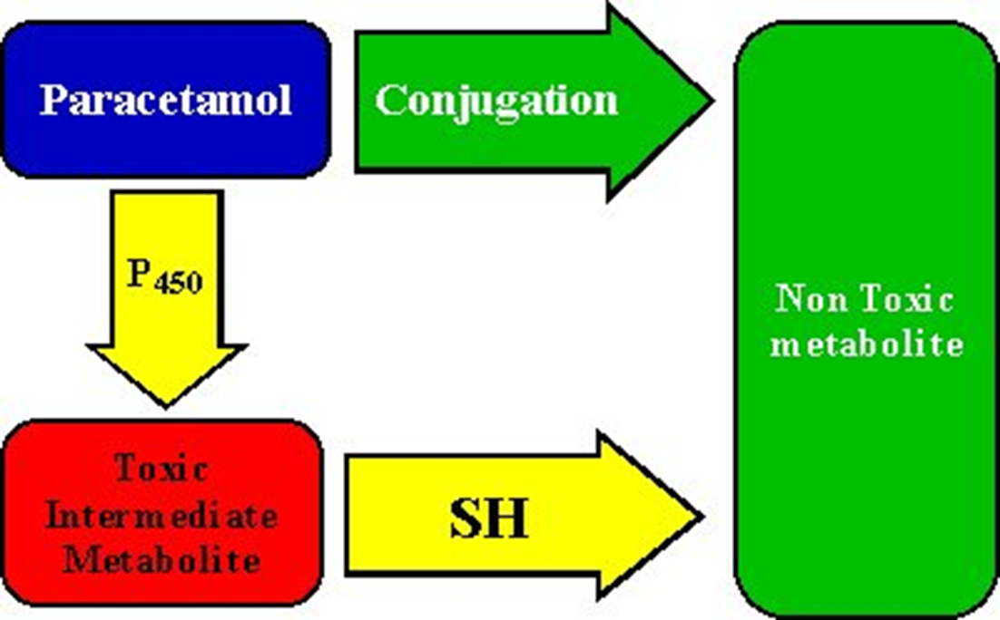 Paracetamol
Conjugation
P450
Non Toxic
metabolite
Toxic
Intermediate
Metabolite
SH